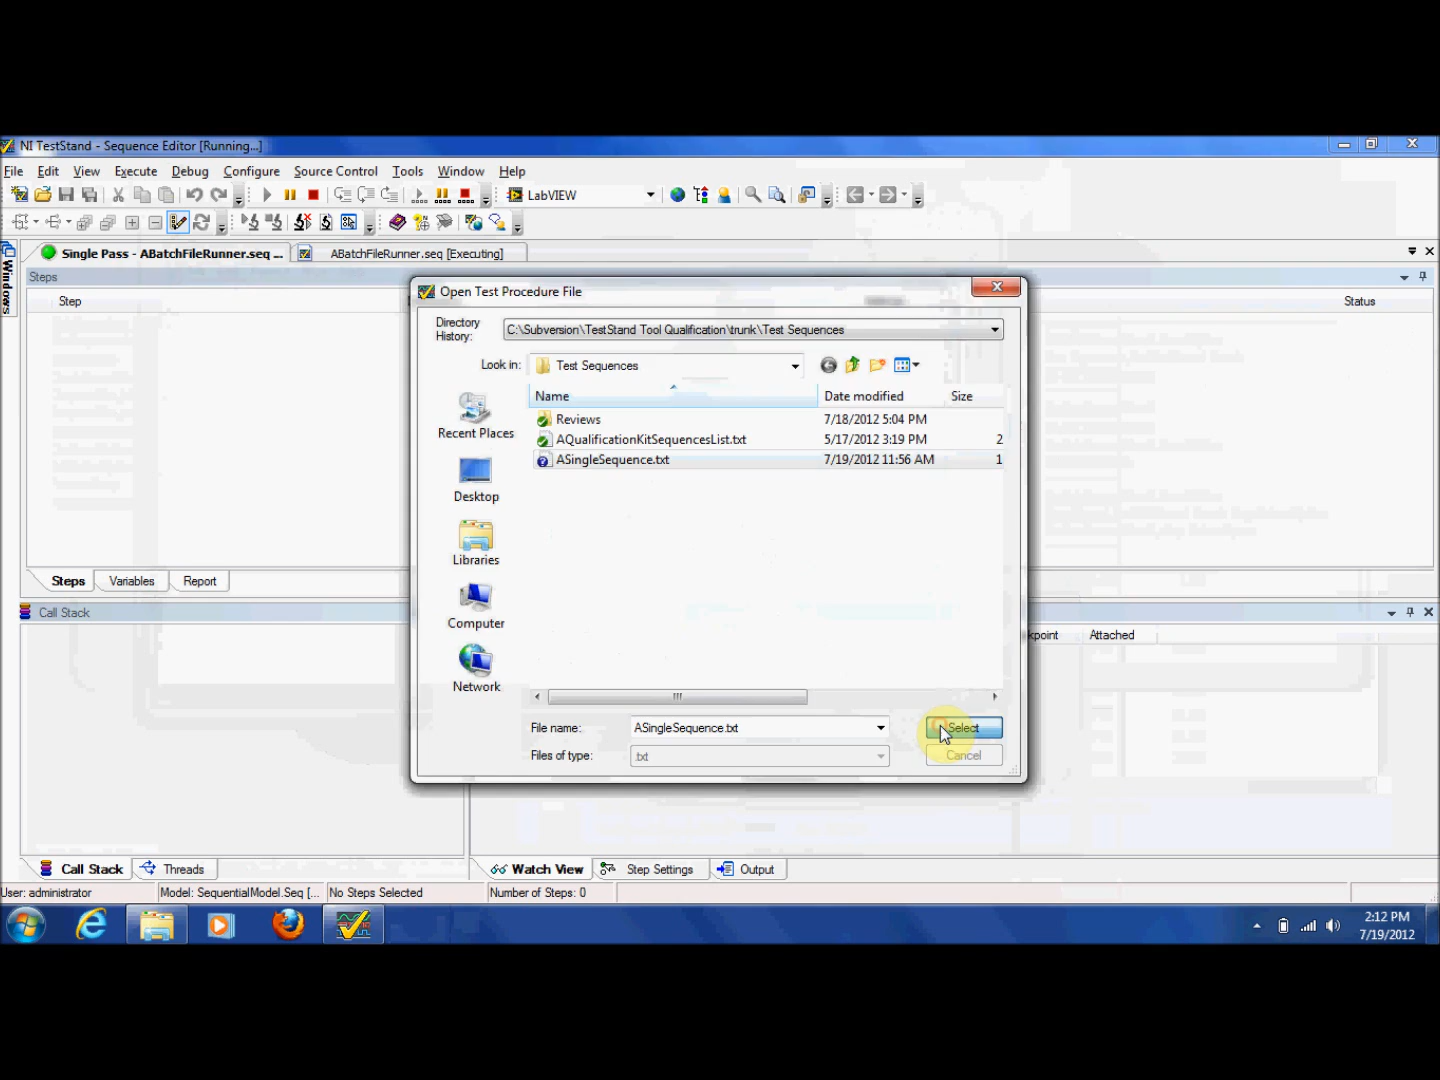 NI TestStand - Sequence Editor [Running...]
File Edit View Execute Debug Configure Source Control Tools Window Help
LabVIEW
Windows
Single Pass - ABatchFileRunner.seq ...
ABatchFileRunner.seq [Executing]
Steps
Step
Status
Open Test Procedure File
Directory History:
C:\Subversion\TestStand Tool Qualification\trunk\Test Sequences
Look in:
Test Sequences
Name Date modified Size
Reviews 7/18/2012 5:04 PM
AQualificationKitSequencesList.txt 5/17/2012 3:19 PM 2
ASingleSequence.txt 7/19/2012 11:56 AM 1
Recent Places
Desktop
Libraries
Computer
Network
File name: ASingleSequence.txt Select
Files of type: .txt Cancel
Steps Variables Report
Call Stack
kpoint Attached
Call Stack Threads
Watch View Step Settings Output
User: administrator Model: SequentialModel.Seq [... No Steps Selected Number of Steps: 0
2:12 PM
7/19/2012